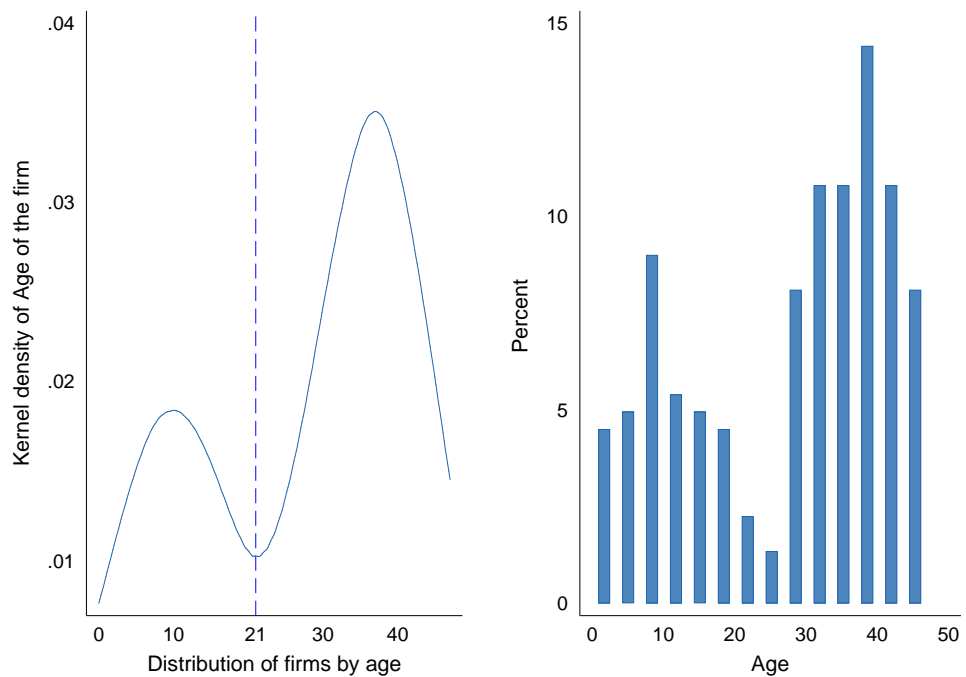 Kernel density of Age of the firm
.04
.03
.02
.01
0 10 21 30 40
Distribution of firms by age
Percent
15
10
5
0
0 10 20 30 40 50
Age